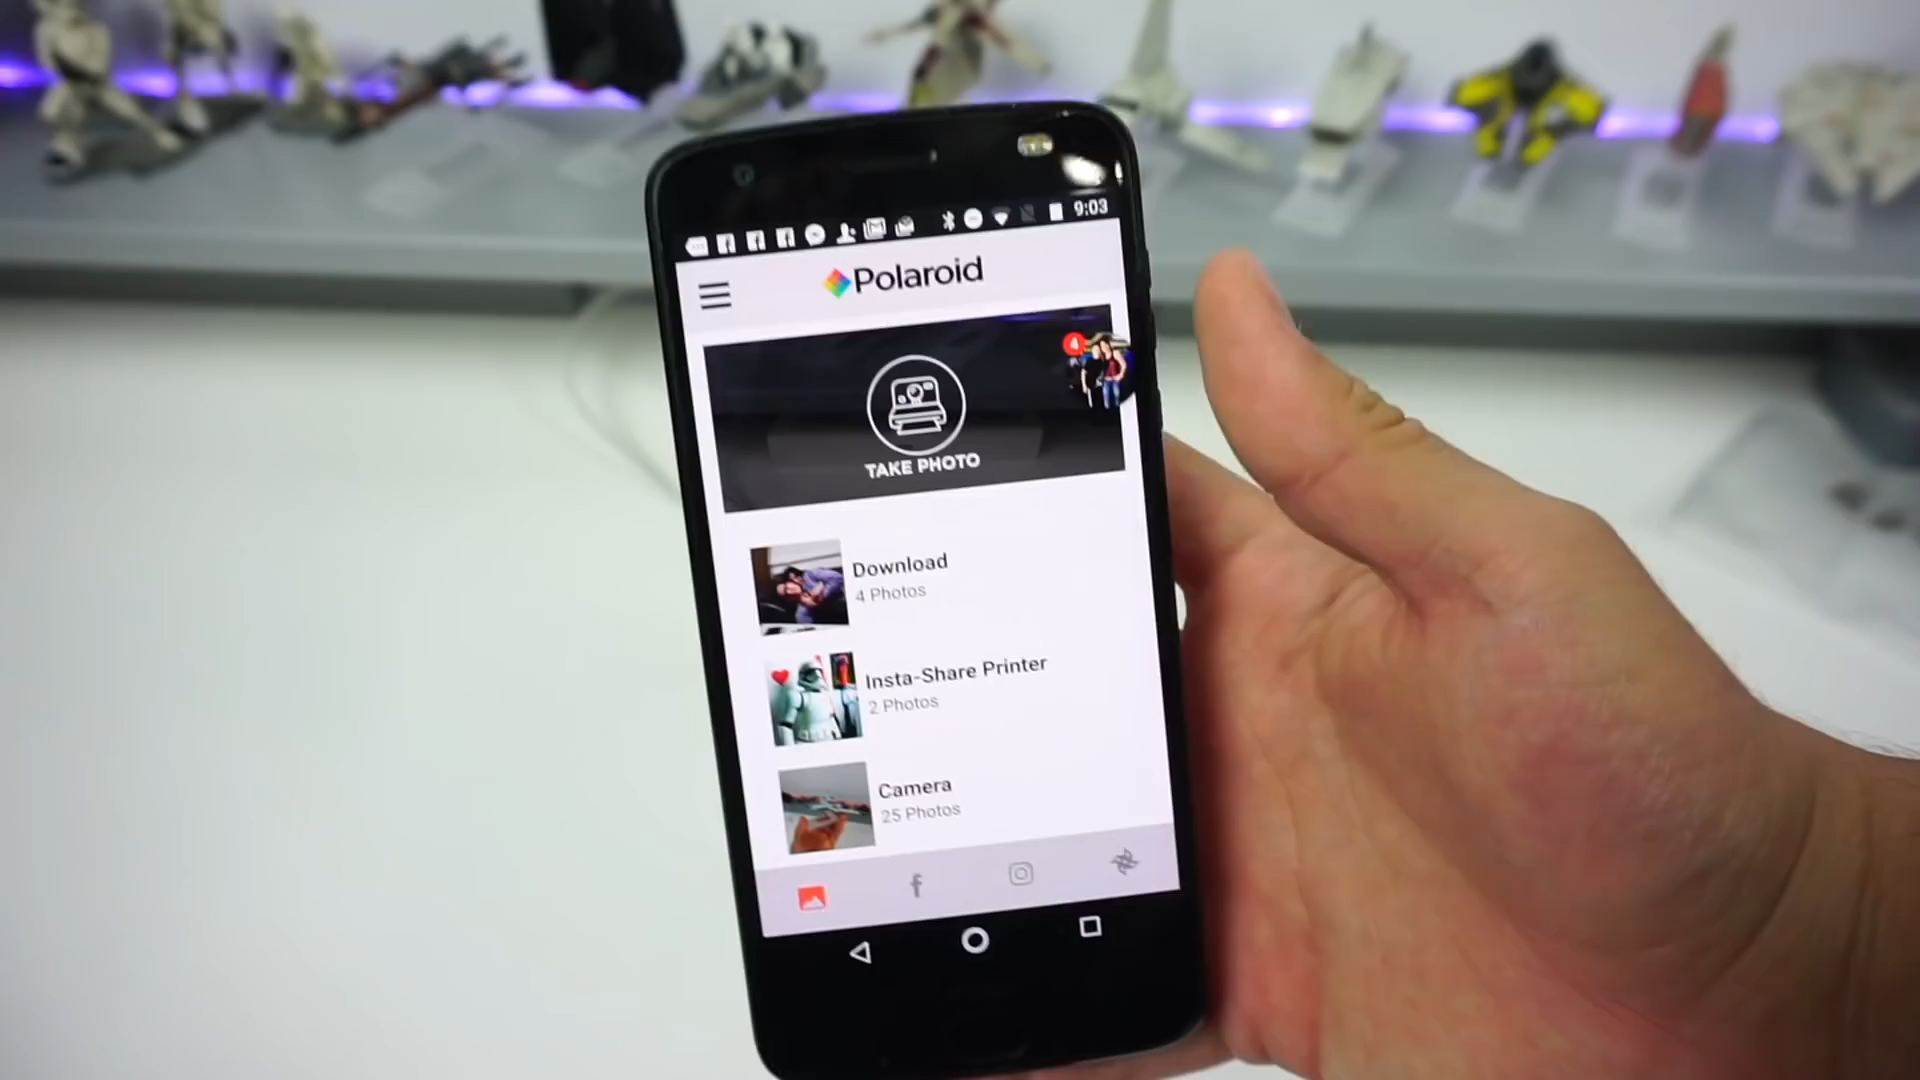 9:03
Polaroid
4
TAKE PHOTO
Download
4 Photos
Insta-Share Printer
2 Photos
Camera
25 Photos